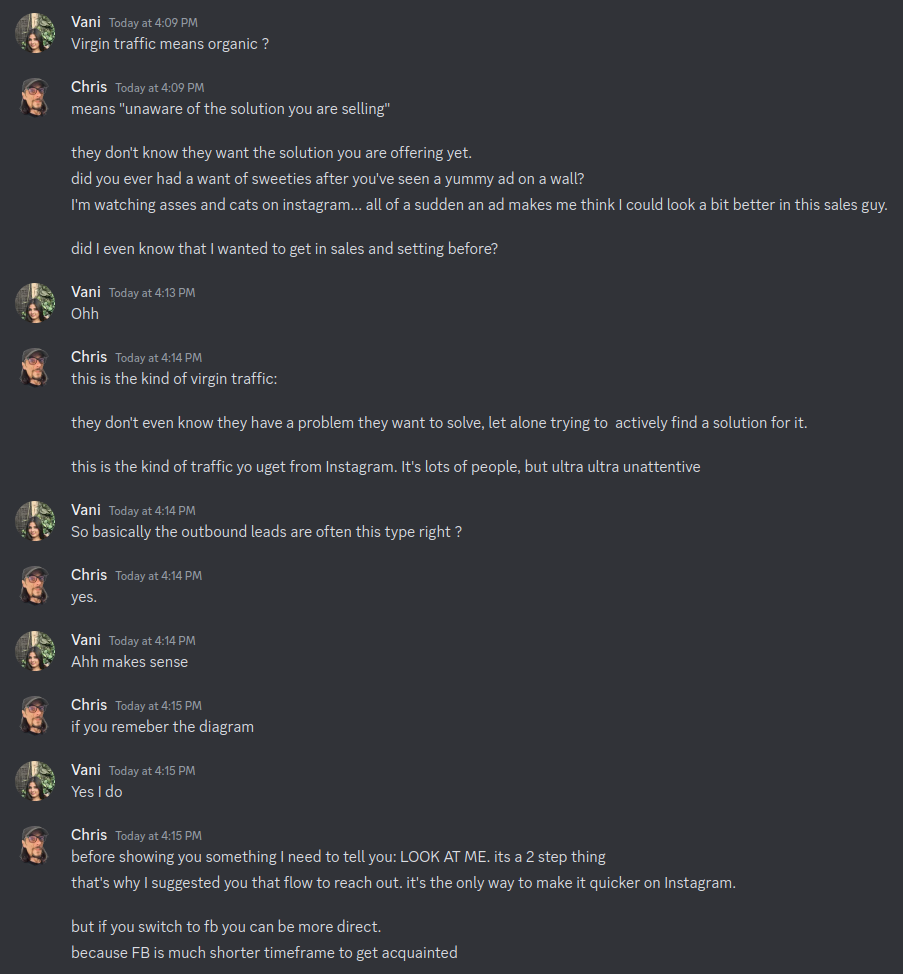 Vani Today at 4:09 PM
Virgin traffic means organic ?
Chris Today at 4:09 PM
means "unaware of the solution you are selling"
they don't know they want the solution you are offering yet.
did you ever had a want of sweeties after you've seen a yummy ad on a wall?
I'm watching asses and cats on instagram... all of a sudden an ad makes me think I could look a bit better in this sales guy.
did I even know that I wanted to get in sales and setting before?
Vani Today at 4:13 PM
Ohh
Chris Today at 4:14 PM
this is the kind of virgin traffic:
they don't even know they have a problem they want to solve, let alone trying to  actively find a solution for it.
this is the kind of traffic yo uget from Instagram. It's lots of people, but ultra ultra unattentive
Vani Today at 4:14 PM
So basically the outbound leads are often this type right ?
Chris Today at 4:14 PM
yes.
Vani Today at 4:14 PM
Ahh makes sense
Chris Today at 4:15 PM
if you remeber the diagram
Vani Today at 4:15 PM
Yes I do
Chris Today at 4:15 PM
before showing you something I need to tell you: LOOK AT ME. its a 2 step thing
that's why I suggested you that flow to reach out. it's the only way to make it quicker on Instagram.
but if you switch to fb you can be more direct.
because FB is much shorter timeframe to get acquainted